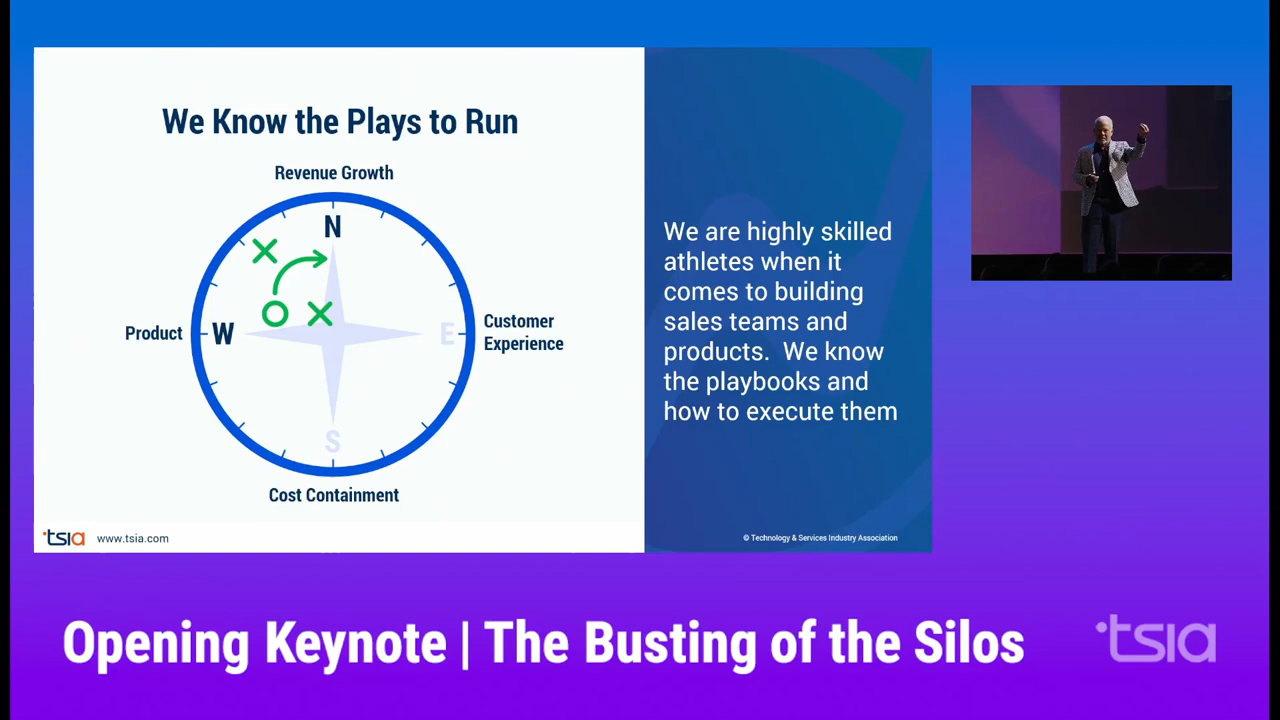 We Know the Plays to Run
Revenue Growth
N
Product
W
E
Customer
Experience
S
Cost Containment
tsia
www.tsia.com
We are highly skilled
athletes when it
comes to building
sales teams and
products. We know
the playbooks and
how to execute them
© Technology & Services Industry Association
Opening Keynote | The Busting of the Silos
tsia